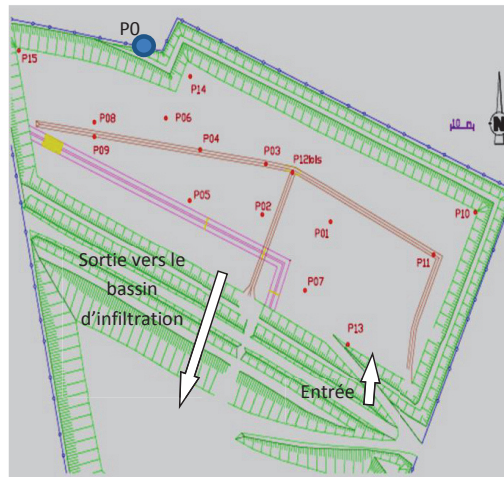 P0
P15
P14
P08
P06
P09
P04
P03
P12bis
10 m
N
P05
P02
P01
P10
P11
Sortie vers le
bassin
d'infiltration
P07
P13
Entrée